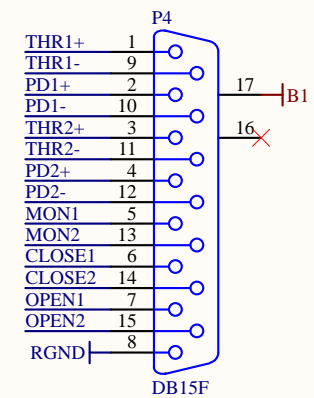 P4
THR1+ 1
THR1- 9
PD1+ 2
PD1- 10
THR2+ 3
THR2- 11
PD2+ 4
PD2- 12
MON1 5
MON2 13
CLOSE1 6
CLOSE2 14
OPEN1 7
OPEN2 15
RGND 8
17 B1
16
DB15F